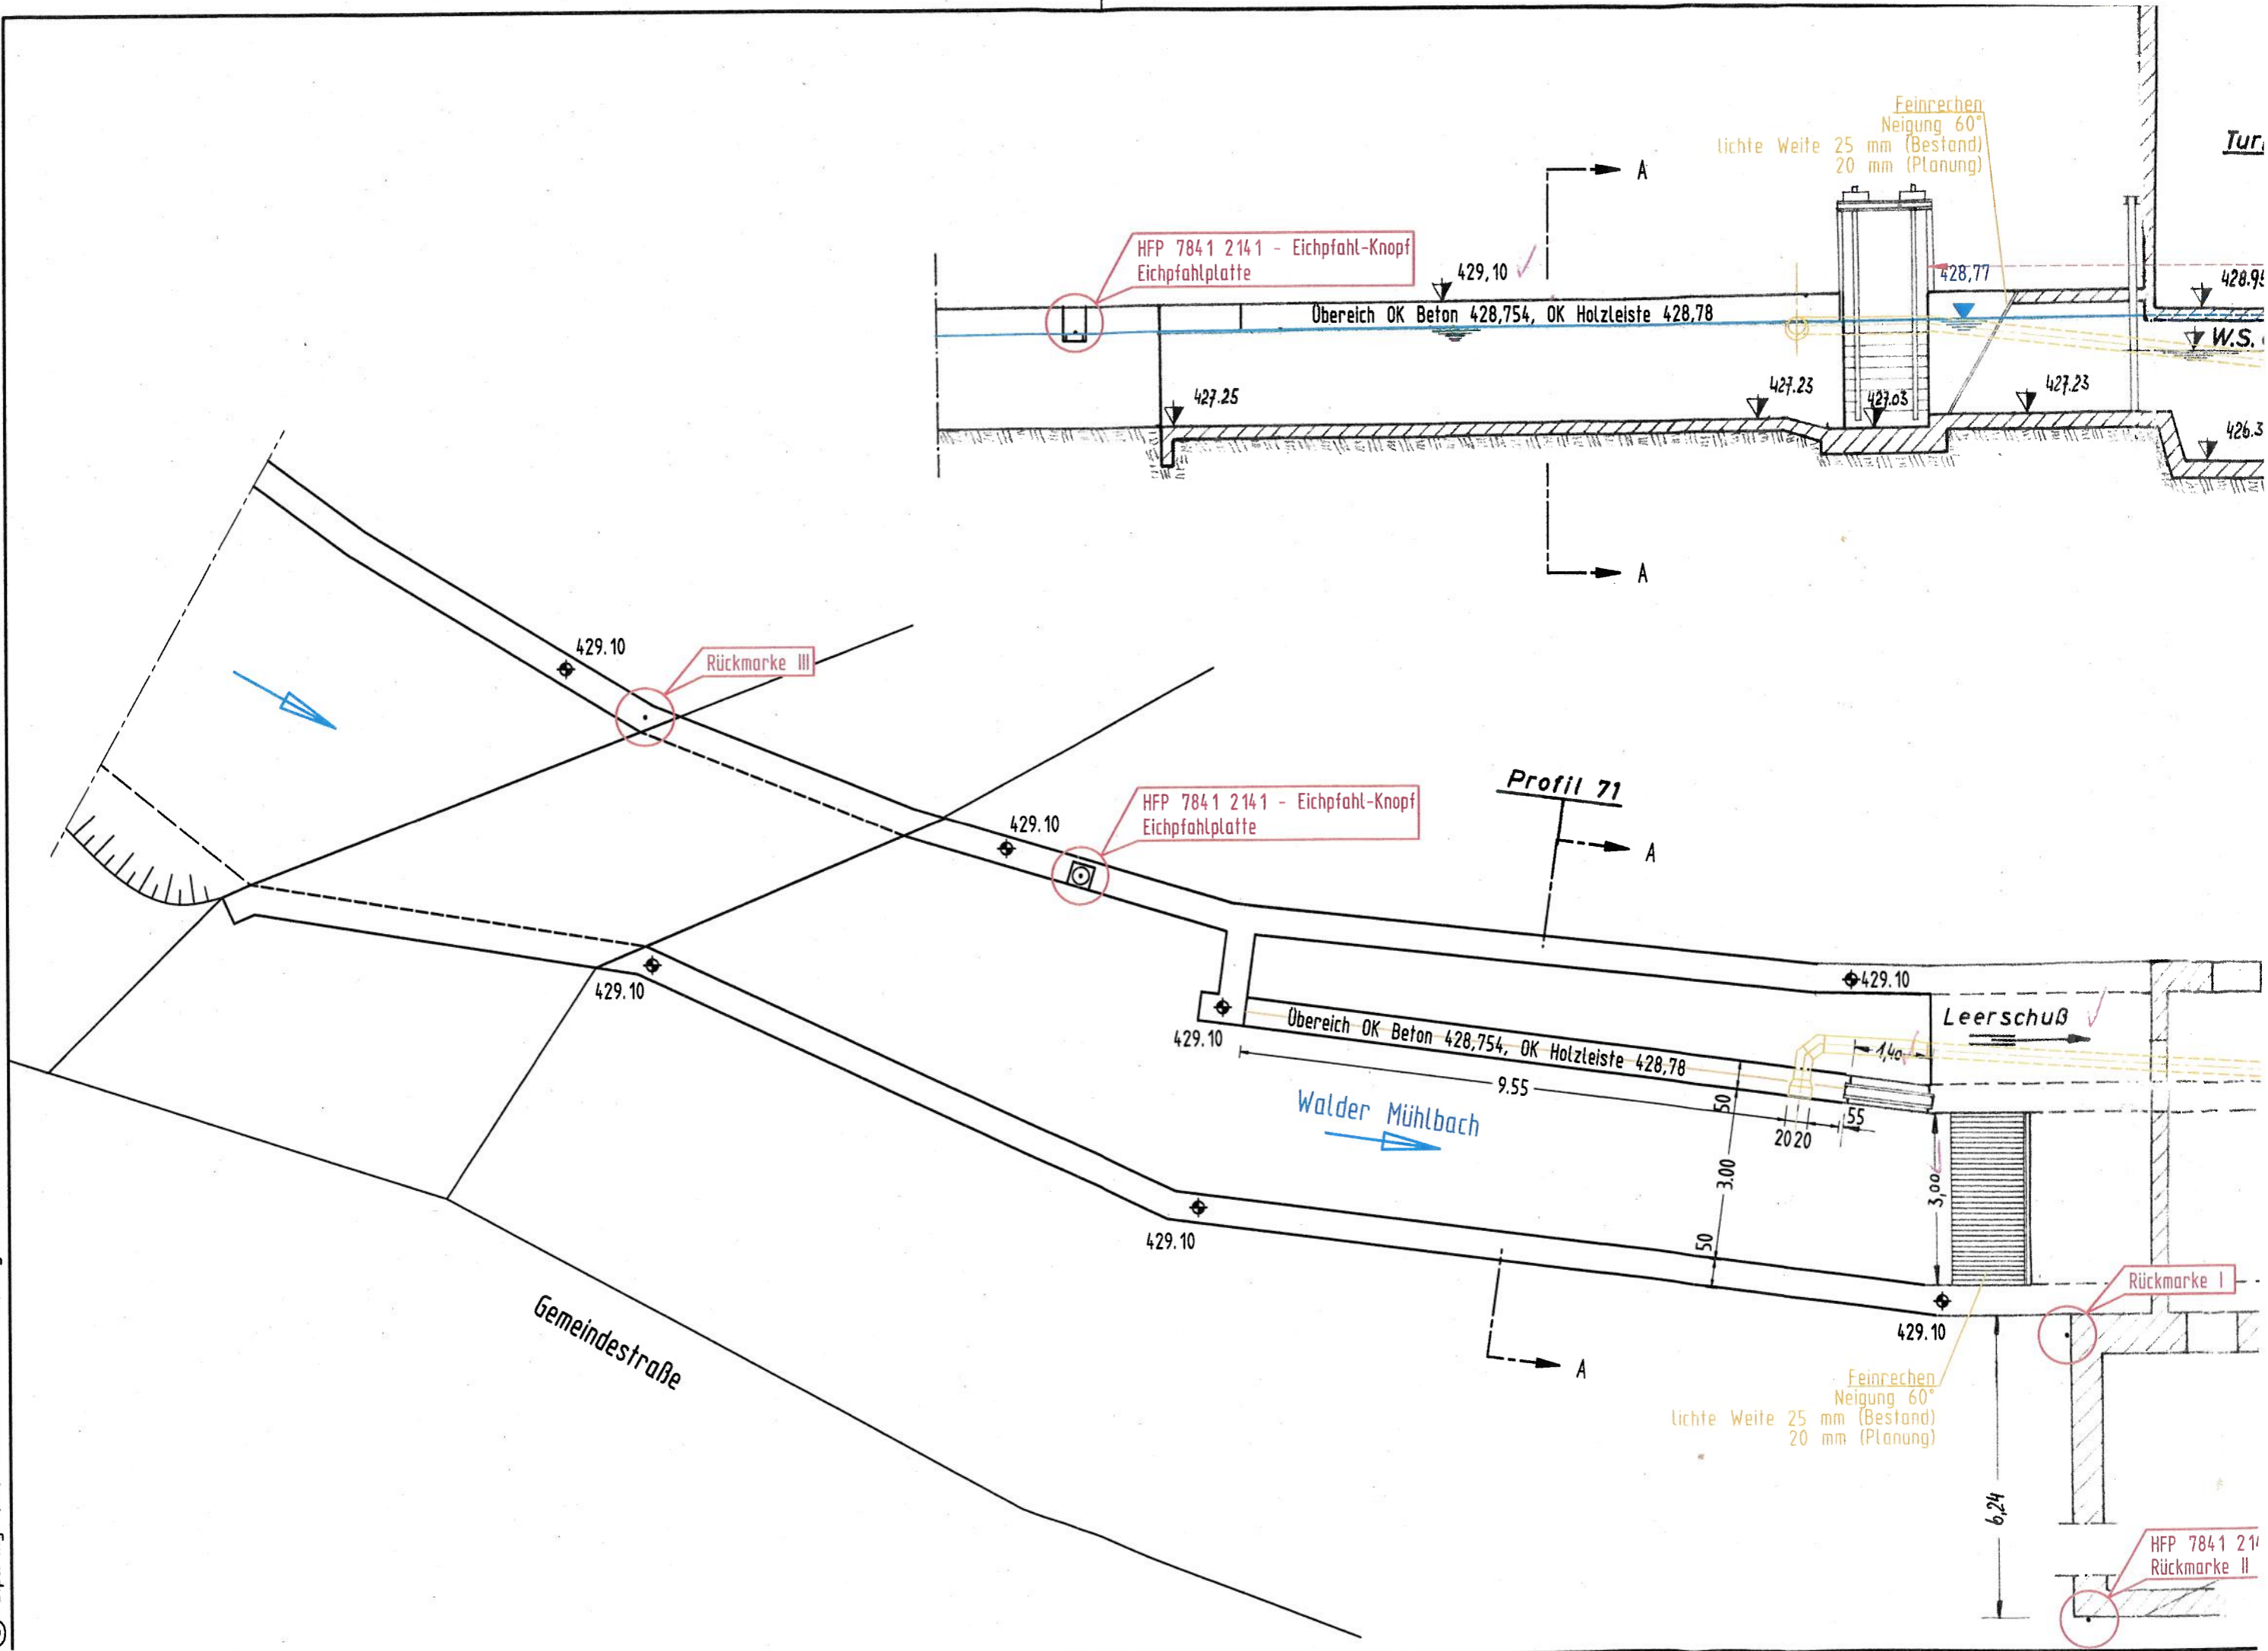 Feinrechen
Neigung 60°
lichte Weite 25 mm (Bestand)
20 mm (Planung)
A
HFP 7841 2141 - Eichpfahl-Knopf
Eichpfahlplatte
429,10
428,77
Übereich OK Beton 428,754, OK Holzleiste 428,78
W.S.
427.25
427.23
427.03
427.23
A
429.10
Rückmarke III
Profil 71
A
HFP 7841 2141 - Eichpfahl-Knopf
Eichpfahlplatte
429.10
429.10
429.10
Leerschuß
429.10
Übereich OK Beton 428,754, OK Holzleiste 428,78
1,40
9.55
50
55
2020
Walder Mühlbach
3.00
3,00
50
429.10
Rückmarke I
429.10
A
Gemeindestraße
Feinrechen
Neigung 60°
lichte Weite 25 mm (Bestand)
20 mm (Planung)
6,24
HFP 7841 21
Rückmarke II